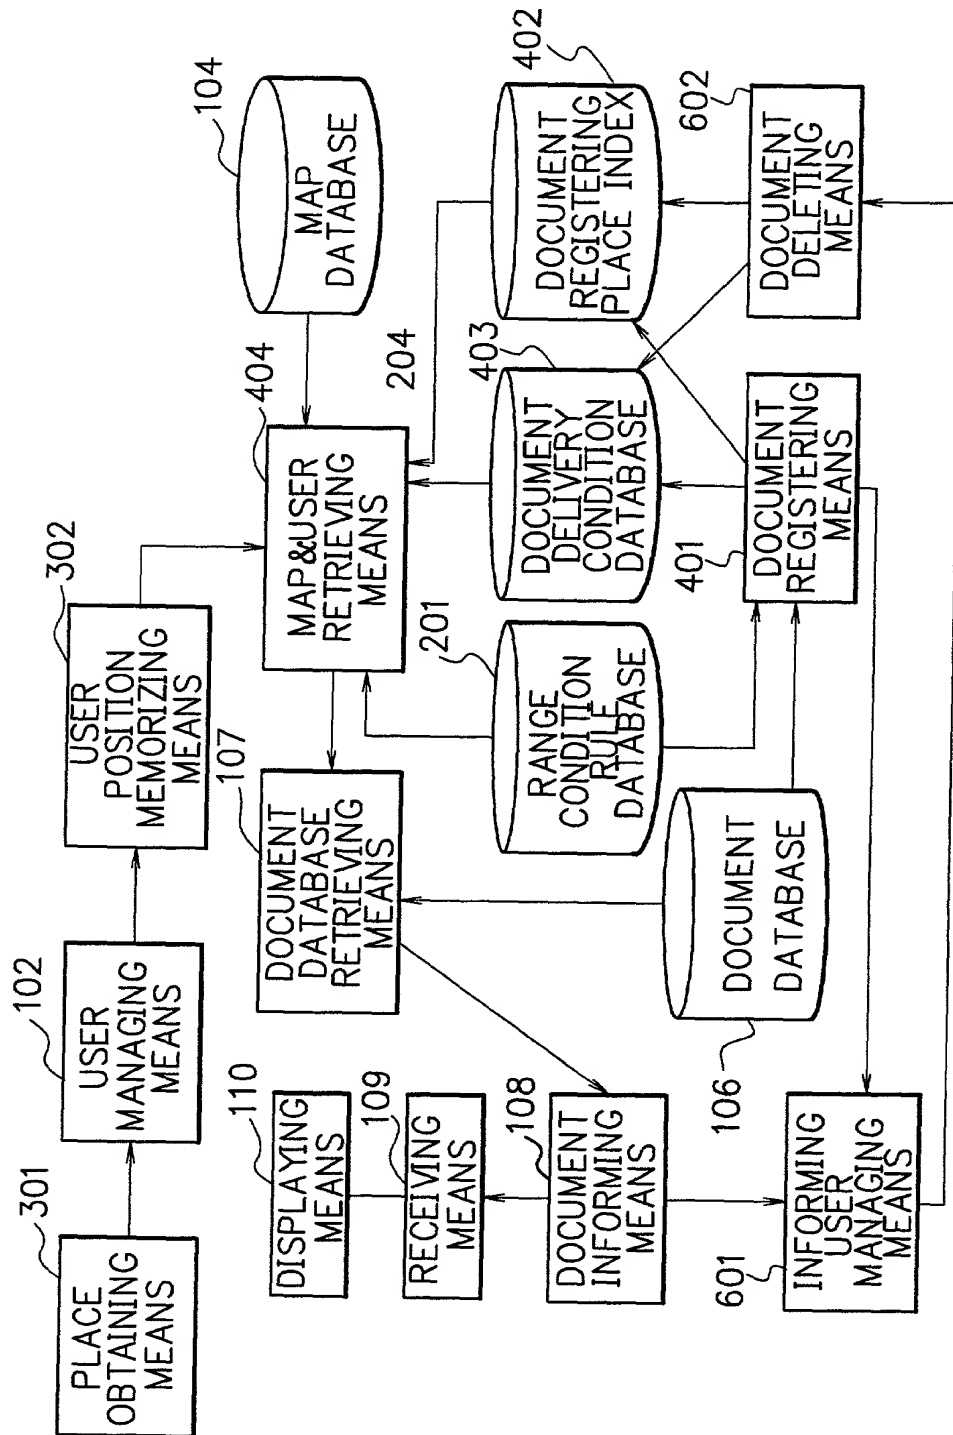 301
PLACE
OBTAINING
MEANS
102
USER
MANAGING
MEANS
302
USER
POSITION
MEMORIZING
MEANS
110
DISPLAYING
MEANS
109
RECEIVING
MEANS
108
DOCUMENT
INFORMING
MEANS
601
INFORMING
USER
MANAGING
MEANS
107
DOCUMENT
DATABASE
RETRIEVING
MEANS
106
DOCUMENT
DATABASE
404
MAP&USER
RETRIEVING
MEANS
201
RANGE
CONDITION
RULE
DATABASE
204
403
DOCUMENT
DELIVERY
CONDITION
DATABASE
401
DOCUMENT
REGISTERING
MEANS
104
MAP
DATABASE
402
DOCUMENT
REGISTERING
PLACE INDEX
602
DOCUMENT
DELETING
MEANS